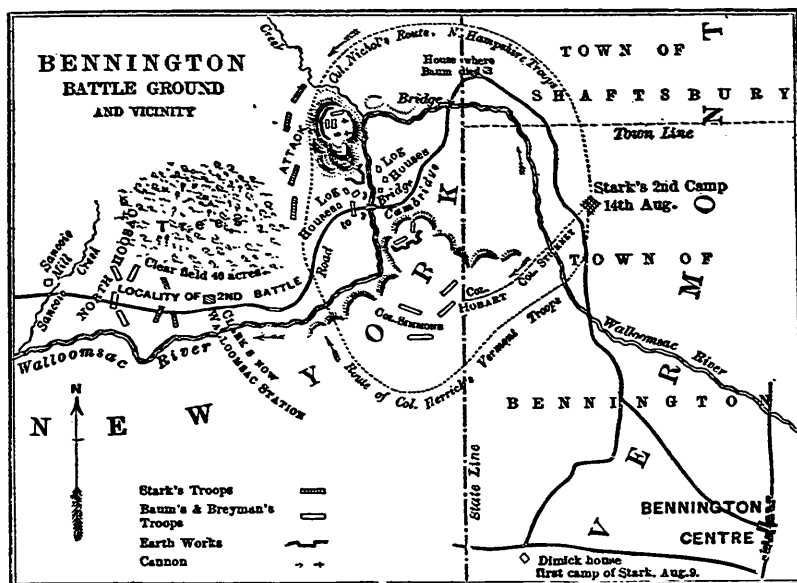 BENNINGTON
BATTLE GROUND
AND VICINITY
Creek
Col. Nichol's Route. N. Hampshire Troops
House where
Baum died
TOWN OF
SHAFTSBURY
Town Line
Bridge
ATTACK
Log
Houses
Log
Houses
Bridge
to Cambridge
Road
Stark's 2nd Camp
14th Aug.
Trees
Clear field 40 acres
LOCALITY OF 2ND BATTLE
Sancoic
Mill
Creek
Sancoic
NORTH HOOSAC
Col. Stickney
Col.
HOBART
Col. SIMMONS
TOWN OF
BENNINGTON
Walloomsac River
Walloomsac River
CLARK'S NOW
WALLOOMSAC STATION
Route of Col. Herrick's Vermont Troops
NEW YORK
VERMONT
State Line
N
BENNINGTON
CENTRE
Stark's Troops
Baum's & Breyman's
Troops
Earth Works
Cannon
Dimick house
first camp of Stark. Aug. 9.